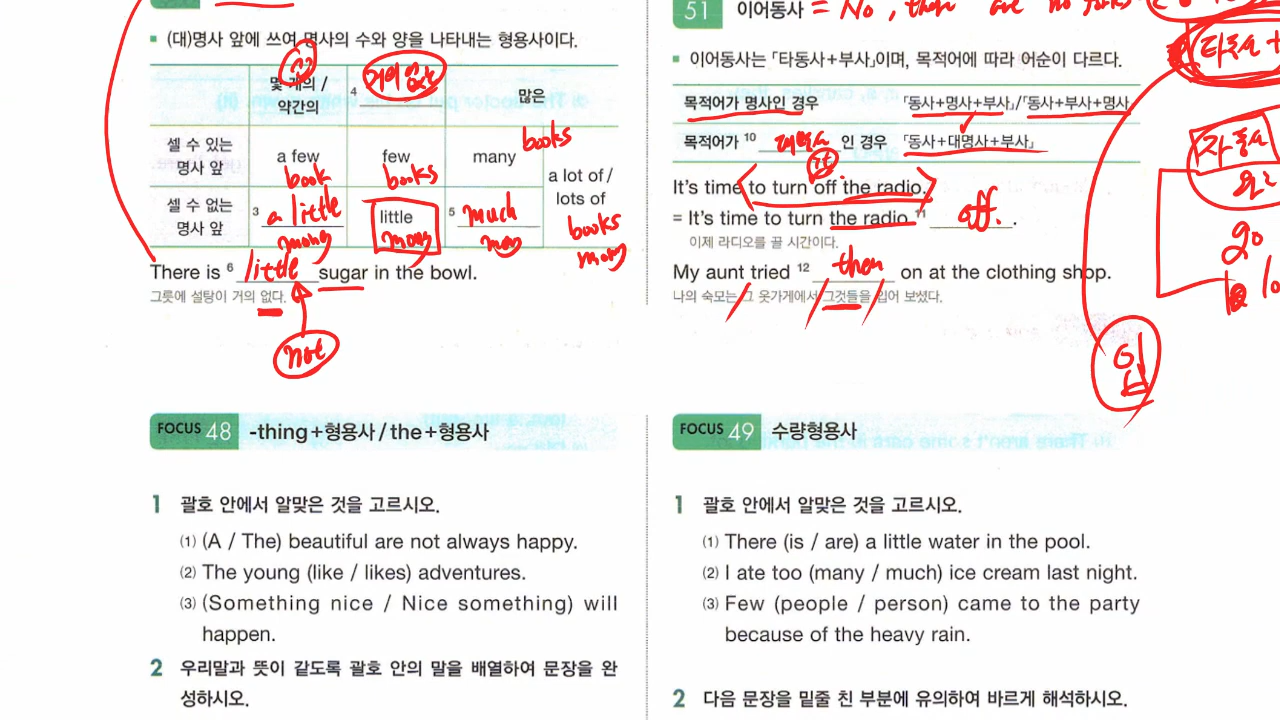 (대)명사 앞에 쓰여 명사의 수와 양을 나타내는 형용사이다.
몇 개의 /
약간의
4 거의 없는
많은
셀 수 있는
명사 앞
a few
book
few
books
many
books
a lot of /
lots of
books
셀 수 없는
명사 앞
3 a little
little
5 much
There is 6 little sugar in the bowl.
그릇에 설탕이 거의 없다.
not
51 이어동사 = No, there are no
이어동사는 「타동사+부사」이며, 목적어에 따라 어순이 다르다.
타동사 +
목적어가 명사인 경우 「동사+명사+부사」/「동사+부사+명사」
목적어가 10 대명사 인 경우 「동사+대명사+부사」
자동사
It's time to turn off the radio.
= It's time to turn the radio 11 off. .
이제 라디오를 끌 시간이다.
go
My aunt tried 12 them on at the clothing shop.
나의 숙모는 그 옷가게에서 그것들을 입어 보셨다.
FOCUS 48 -thing+형용사 / the+형용사
1 괄호 안에서 알맞은 것을 고르시오.
(1) (A / The) beautiful are not always happy.
(2) The young (like / likes) adventures.
(3) (Something nice / Nice something) will
happen.
2 우리말과 뜻이 같도록 괄호 안의 말을 배열하여 문장을 완
성하시오.
FOCUS 49 수량형용사
1 괄호 안에서 알맞은 것을 고르시오.
(1) There (is / are) a little water in the pool.
(2) I ate too (many / much) ice cream last night.
(3) Few (people / person) came to the party
because of the heavy rain.
2 다음 문장을 밑줄 친 부분에 유의하여 바르게 해석하시오.